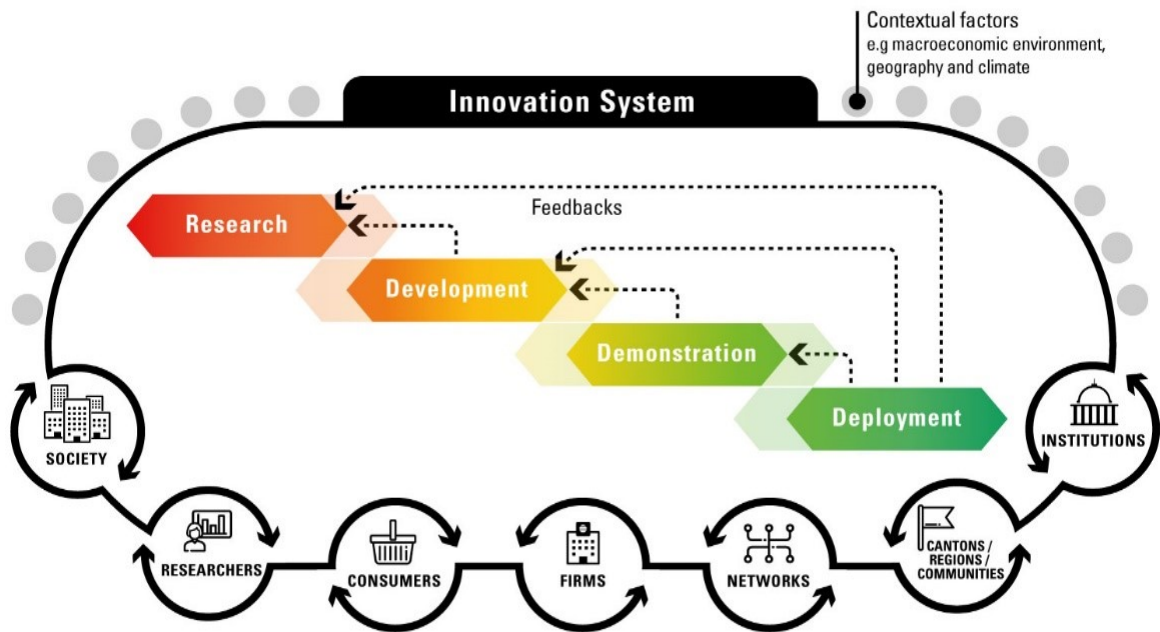 Contextual factors
e.g macroeconomic environment,
geography and climate
Innovation System
Research
Feedbacks
Development
Demonstration
Deployment
SOCIETY
INSTITUTIONS
RESEARCHERS
CONSUMERS
FIRMS
NETWORKS
CANTONS /
REGIONS /
COMMUNITIES